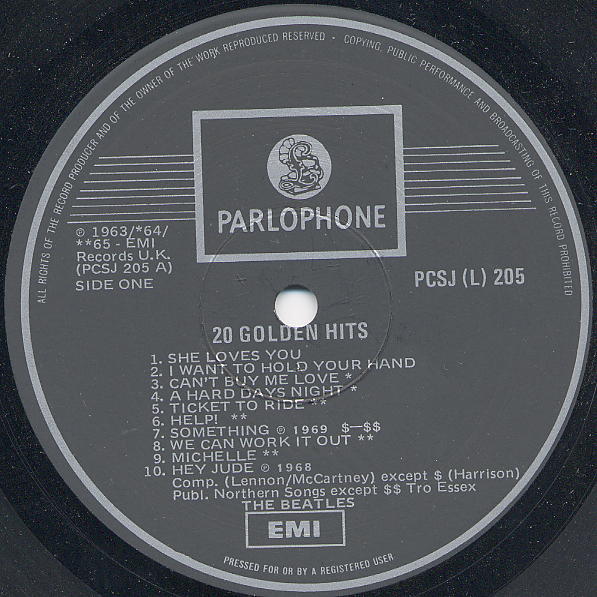 ALL RIGHTS OF THE RECORD PRODUCER AND OF THE OWNER OF THE WORK REPRODUCED RESERVED - COPYING, PUBLIC PERFORMANCE AND BROADCASTING OF THIS RECORD PROHIBITED
PARLOPHONE
℗ 1963/*64/
**65 - EMI
Records U.K.
(PCSJ 205 A)
SIDE ONE
PCSJ (L) 205
20 GOLDEN HITS
1. SHE LOVES YOU
2. I WANT TO HOLD YOUR HAND
3. CAN'T BUY ME LOVE *
4. A HARD DAYS NIGHT *
5. TICKET TO RIDE **
6. HELP! **
7. SOMETHING ℗ 1969 $-$$
8. WE CAN WORK IT OUT **
9. MICHELLE **
10. HEY JUDE ℗ 1968
Comp. (Lennon/McCartney) except $ (Harrison)
Publ. Northern Songs except $$ Tro Essex
THE BEATLES
EMI
PRESSED FOR OR BY A REGISTERED USER